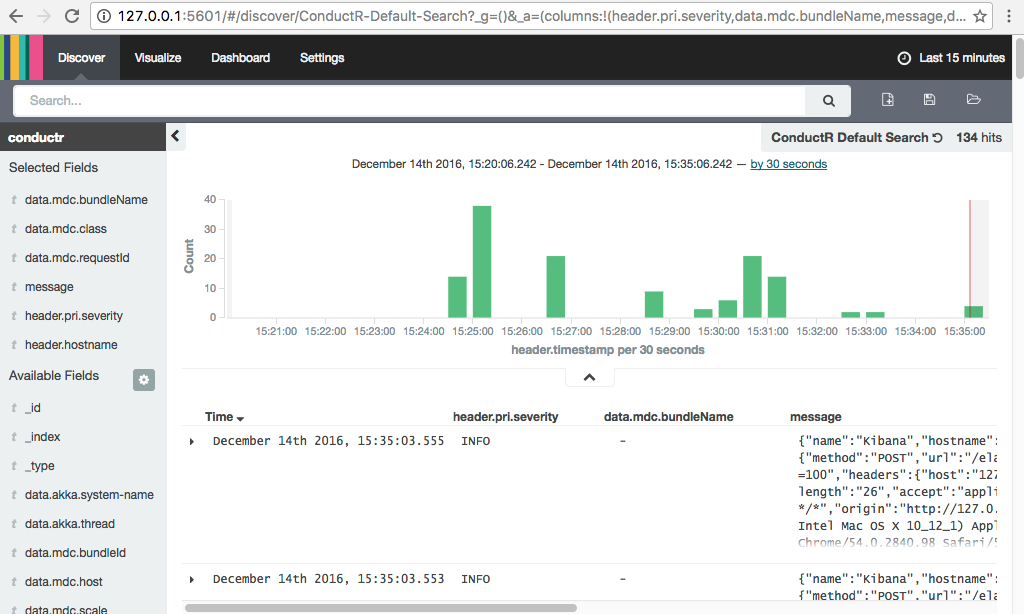 127.0.0.1:5601/#/discover/ConductR-Default-Search?_g=()&_a=(columns:!(header.pri.severity,data.mdc.bundleName,message,d...
Discover Visualize Dashboard Settings Last 15 minutes
Search...
conductr
ConductR Default Search 134 hits
Selected Fields
t data.mdc.bundleName
t data.mdc.class
t data.mdc.requestId
t message
t header.pri.severity
t header.hostname
Available Fields
t _id
t _index
t _type
t data.akka.system-name
t data.akka.thread
t data.mdc.bundleId
t data.mdc.host
t data.mdc.scale
December 14th 2016, 15:20:06.242 - December 14th 2016, 15:35:06.242 — by 30 seconds
Count
40
30
20
10
0
15:21:00 15:22:00 15:23:00 15:24:00 15:25:00 15:26:00 15:27:00 15:28:00 15:29:00 15:30:00 15:31:00 15:32:00 15:33:00 15:34:00 15:35:00
header.timestamp per 30 seconds
Time header.pri.severity data.mdc.bundleName message
December 14th 2016, 15:35:03.555 INFO - {"name":"Kibana","hostname":
{"method":"POST","url":"/ela
=100","headers":{"host":"127
length":"26","accept":"appli
*/*","origin":"http://127.0.
Intel Mac OS X 10_12_1) Appl
Chrome/54.0.2840.98 Safari/5
December 14th 2016, 15:35:03.553 INFO - {"name":"Kibana","hostname":
{"method":"POST","url":"/ela